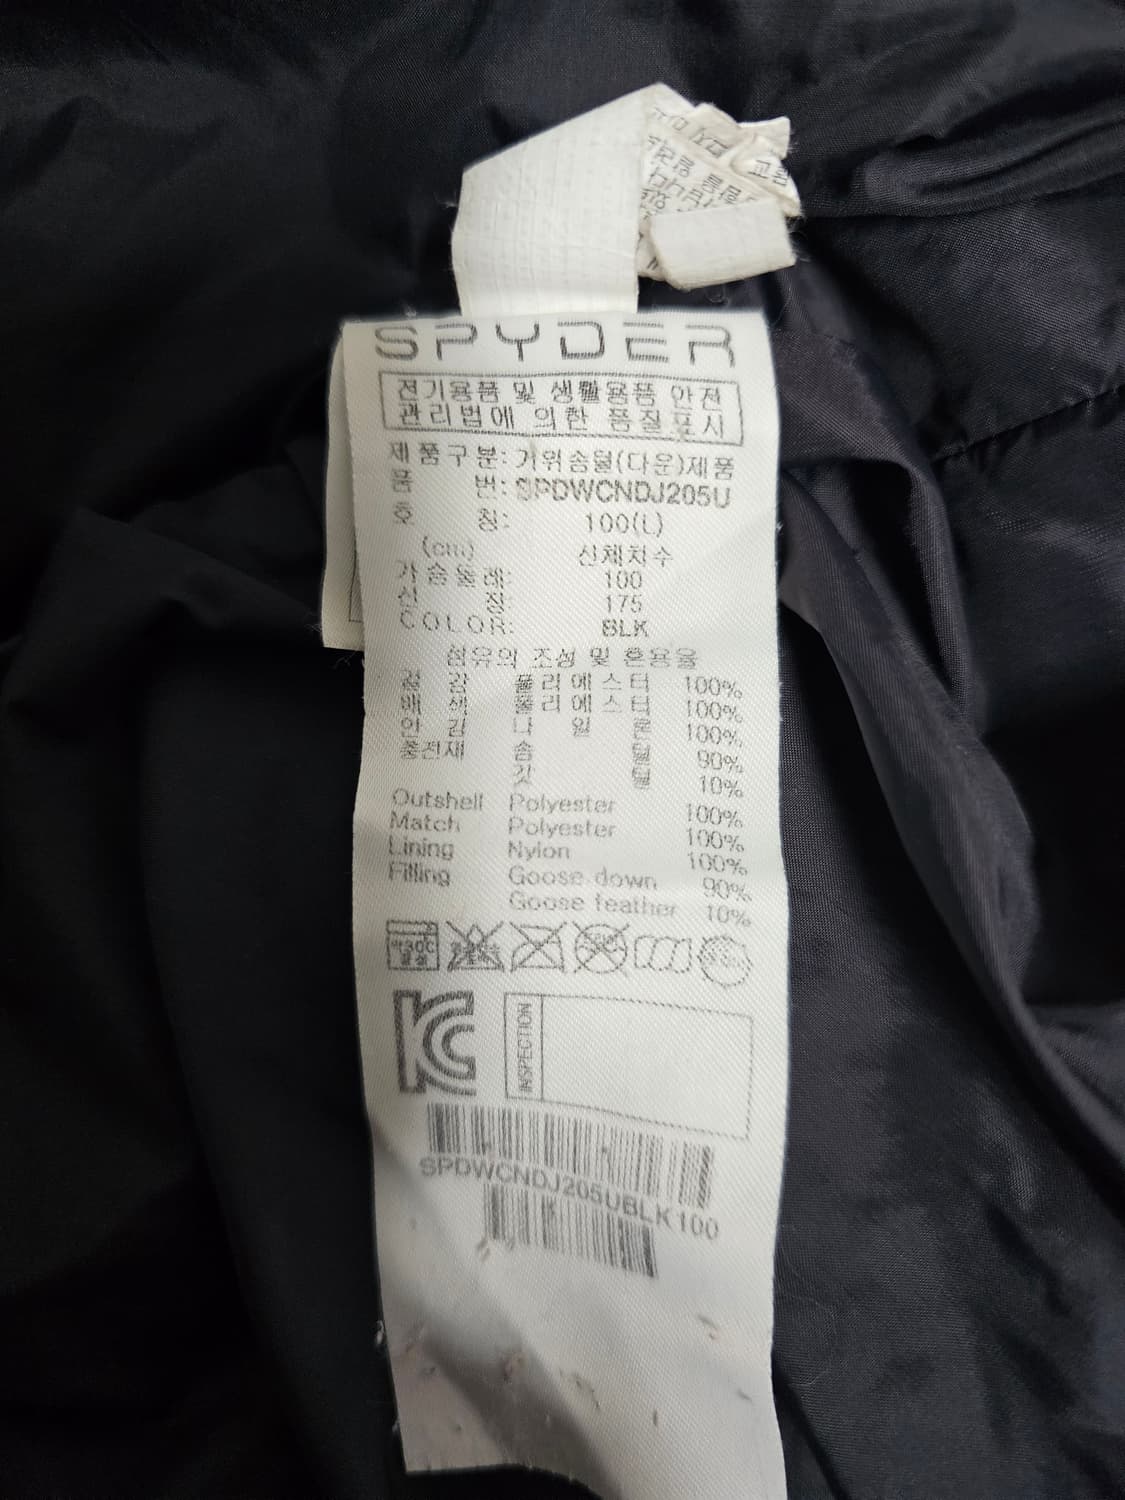 SPYDER
전기용품 및 생활용품 안전
관리법에 의한 품질표시
제품구분: 거위솜털(다운)제품
품 번: SPDWCNDJ205U
호 칭: 100(L)
(cm) 신체치수
가슴둘레: 100
신 장: 175
COLOR: BLK
섬유의 조성 및 혼용율
겉 감 폴리에스터 100%
배 색 폴리에스터 100%
안 감 나 일 론 100%
충전재 솜 털 90%
깃 털 10%
Outshell Polyester 100%
Match Polyester 100%
Lining Nylon 100%
Filling Goose down 90%
Goose feather 10%
INSPECTION
SPDWCNDJ205UBLK100